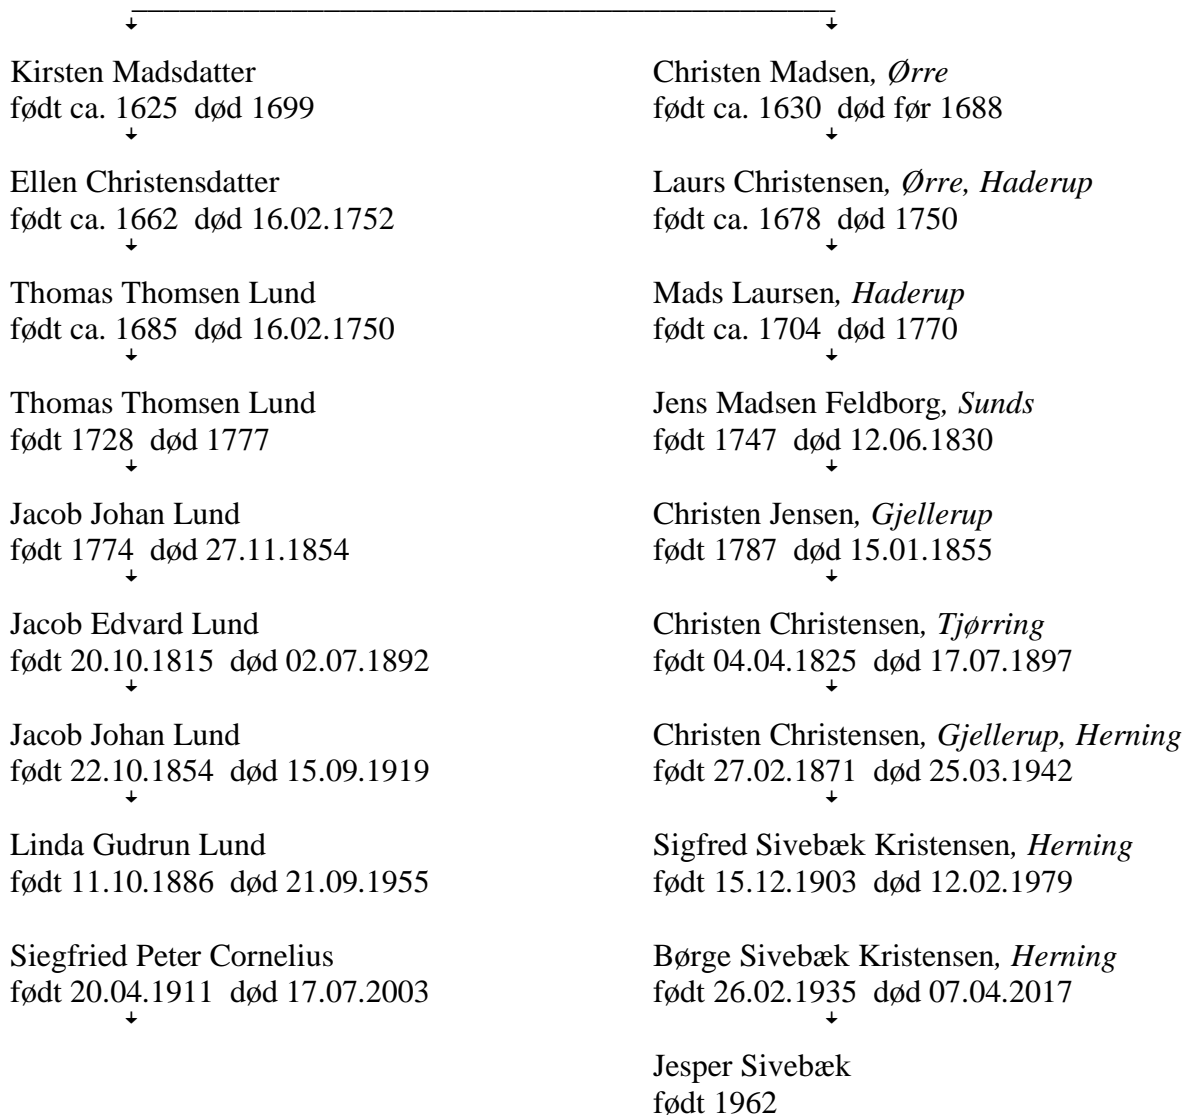 Kirsten Madsdatter
født ca. 1625 død 1699
Ellen Christensdatter
født ca. 1662 død 16.02.1752
Thomas Thomsen Lund
født ca. 1685 død 16.02.1750
Thomas Thomsen Lund
født 1728 død 1777
Jacob Johan Lund
født 1774 død 27.11.1854
Jacob Edvard Lund
født 20.10.1815 død 02.07.1892
Jacob Johan Lund
født 22.10.1854 død 15.09.1919
Linda Gudrun Lund
født 11.10.1886 død 21.09.1955
Siegfried Peter Cornelius
født 20.04.1911 død 17.07.2003
Christen Madsen, Ørre
født ca. 1630 død før 1688
Laurs Christensen, Ørre, Haderup
født ca. 1678 død 1750
Mads Laursen, Haderup
født ca. 1704 død 1770
Jens Madsen Feldborg, Sunds
født 1747 død 12.06.1830
Christen Jensen, Gjellerup
født 1787 død 15.01.1855
Christen Christensen, Tjørring
født 04.04.1825 død 17.07.1897
Christen Christensen, Gjellerup, Herning
født 27.02.1871 død 25.03.1942
Sigfred Sivebæk Kristensen, Herning
født 15.12.1903 død 12.02.1979
Børge Sivebæk Kristensen, Herning
født 26.02.1935 død 07.04.2017
Jesper Sivebæk
født 1962